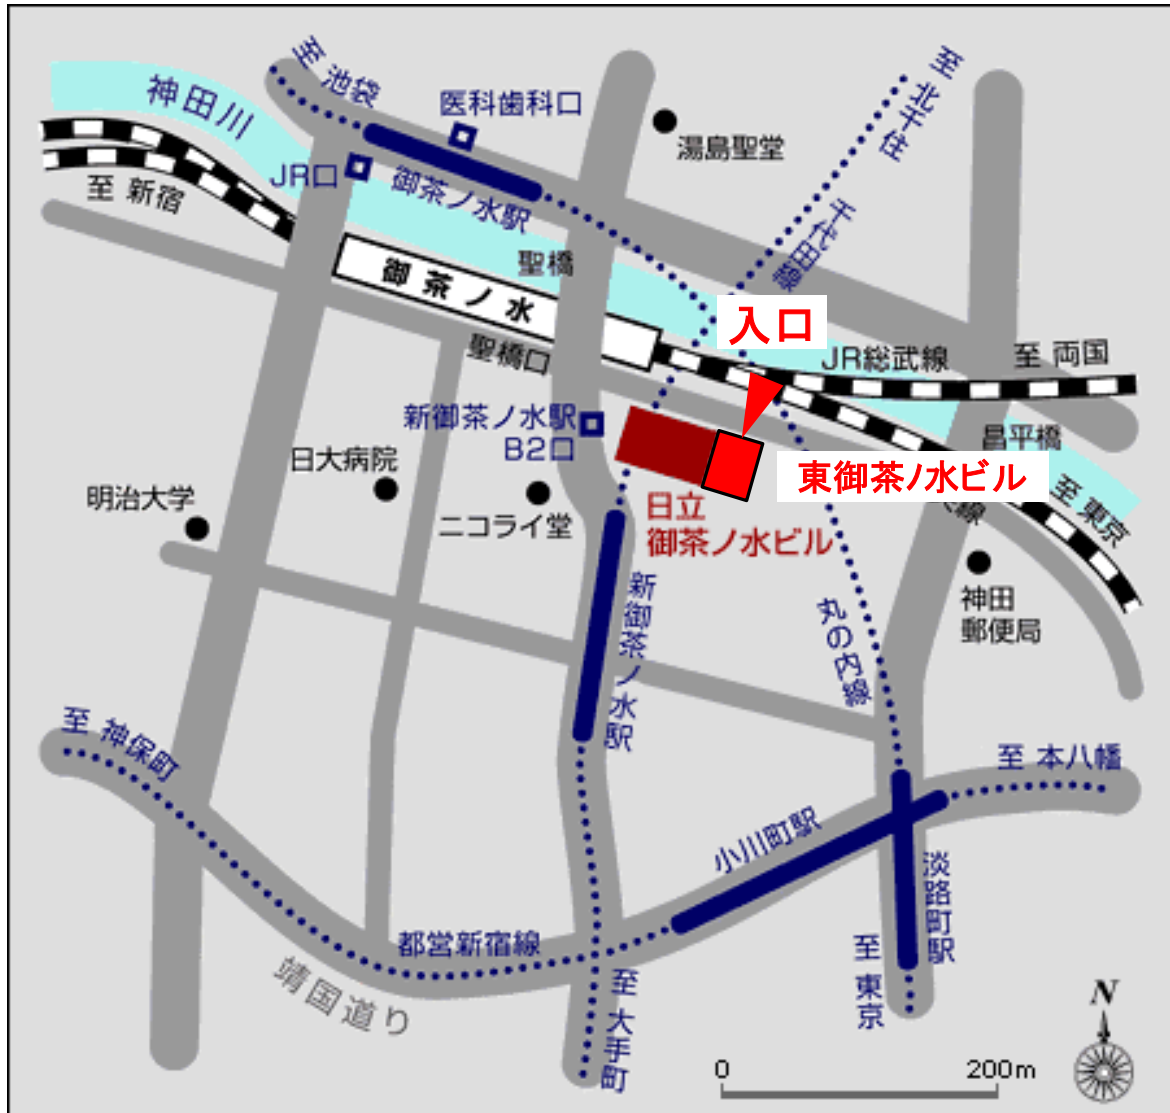 至 池袋
神田川
医科歯科口
至 北千住
湯島聖堂
JR口
御茶ノ水駅
至 新宿
千代田線
聖橋
御茶ノ水
入口
聖橋口
JR総武線
至 両国
新御茶ノ水駅
B2口
昌平橋
日大病院
東御茶ノ水ビル
明治大学
ニコライ堂
日立
御茶ノ水ビル
線
至 東京
新御茶ノ水駅
丸の内線
神田
郵便局
至 神保町
至 本八幡
小川町駅
淡路町駅
都営新宿線
至 東京
靖国道り
至 大手町
N
0
200m